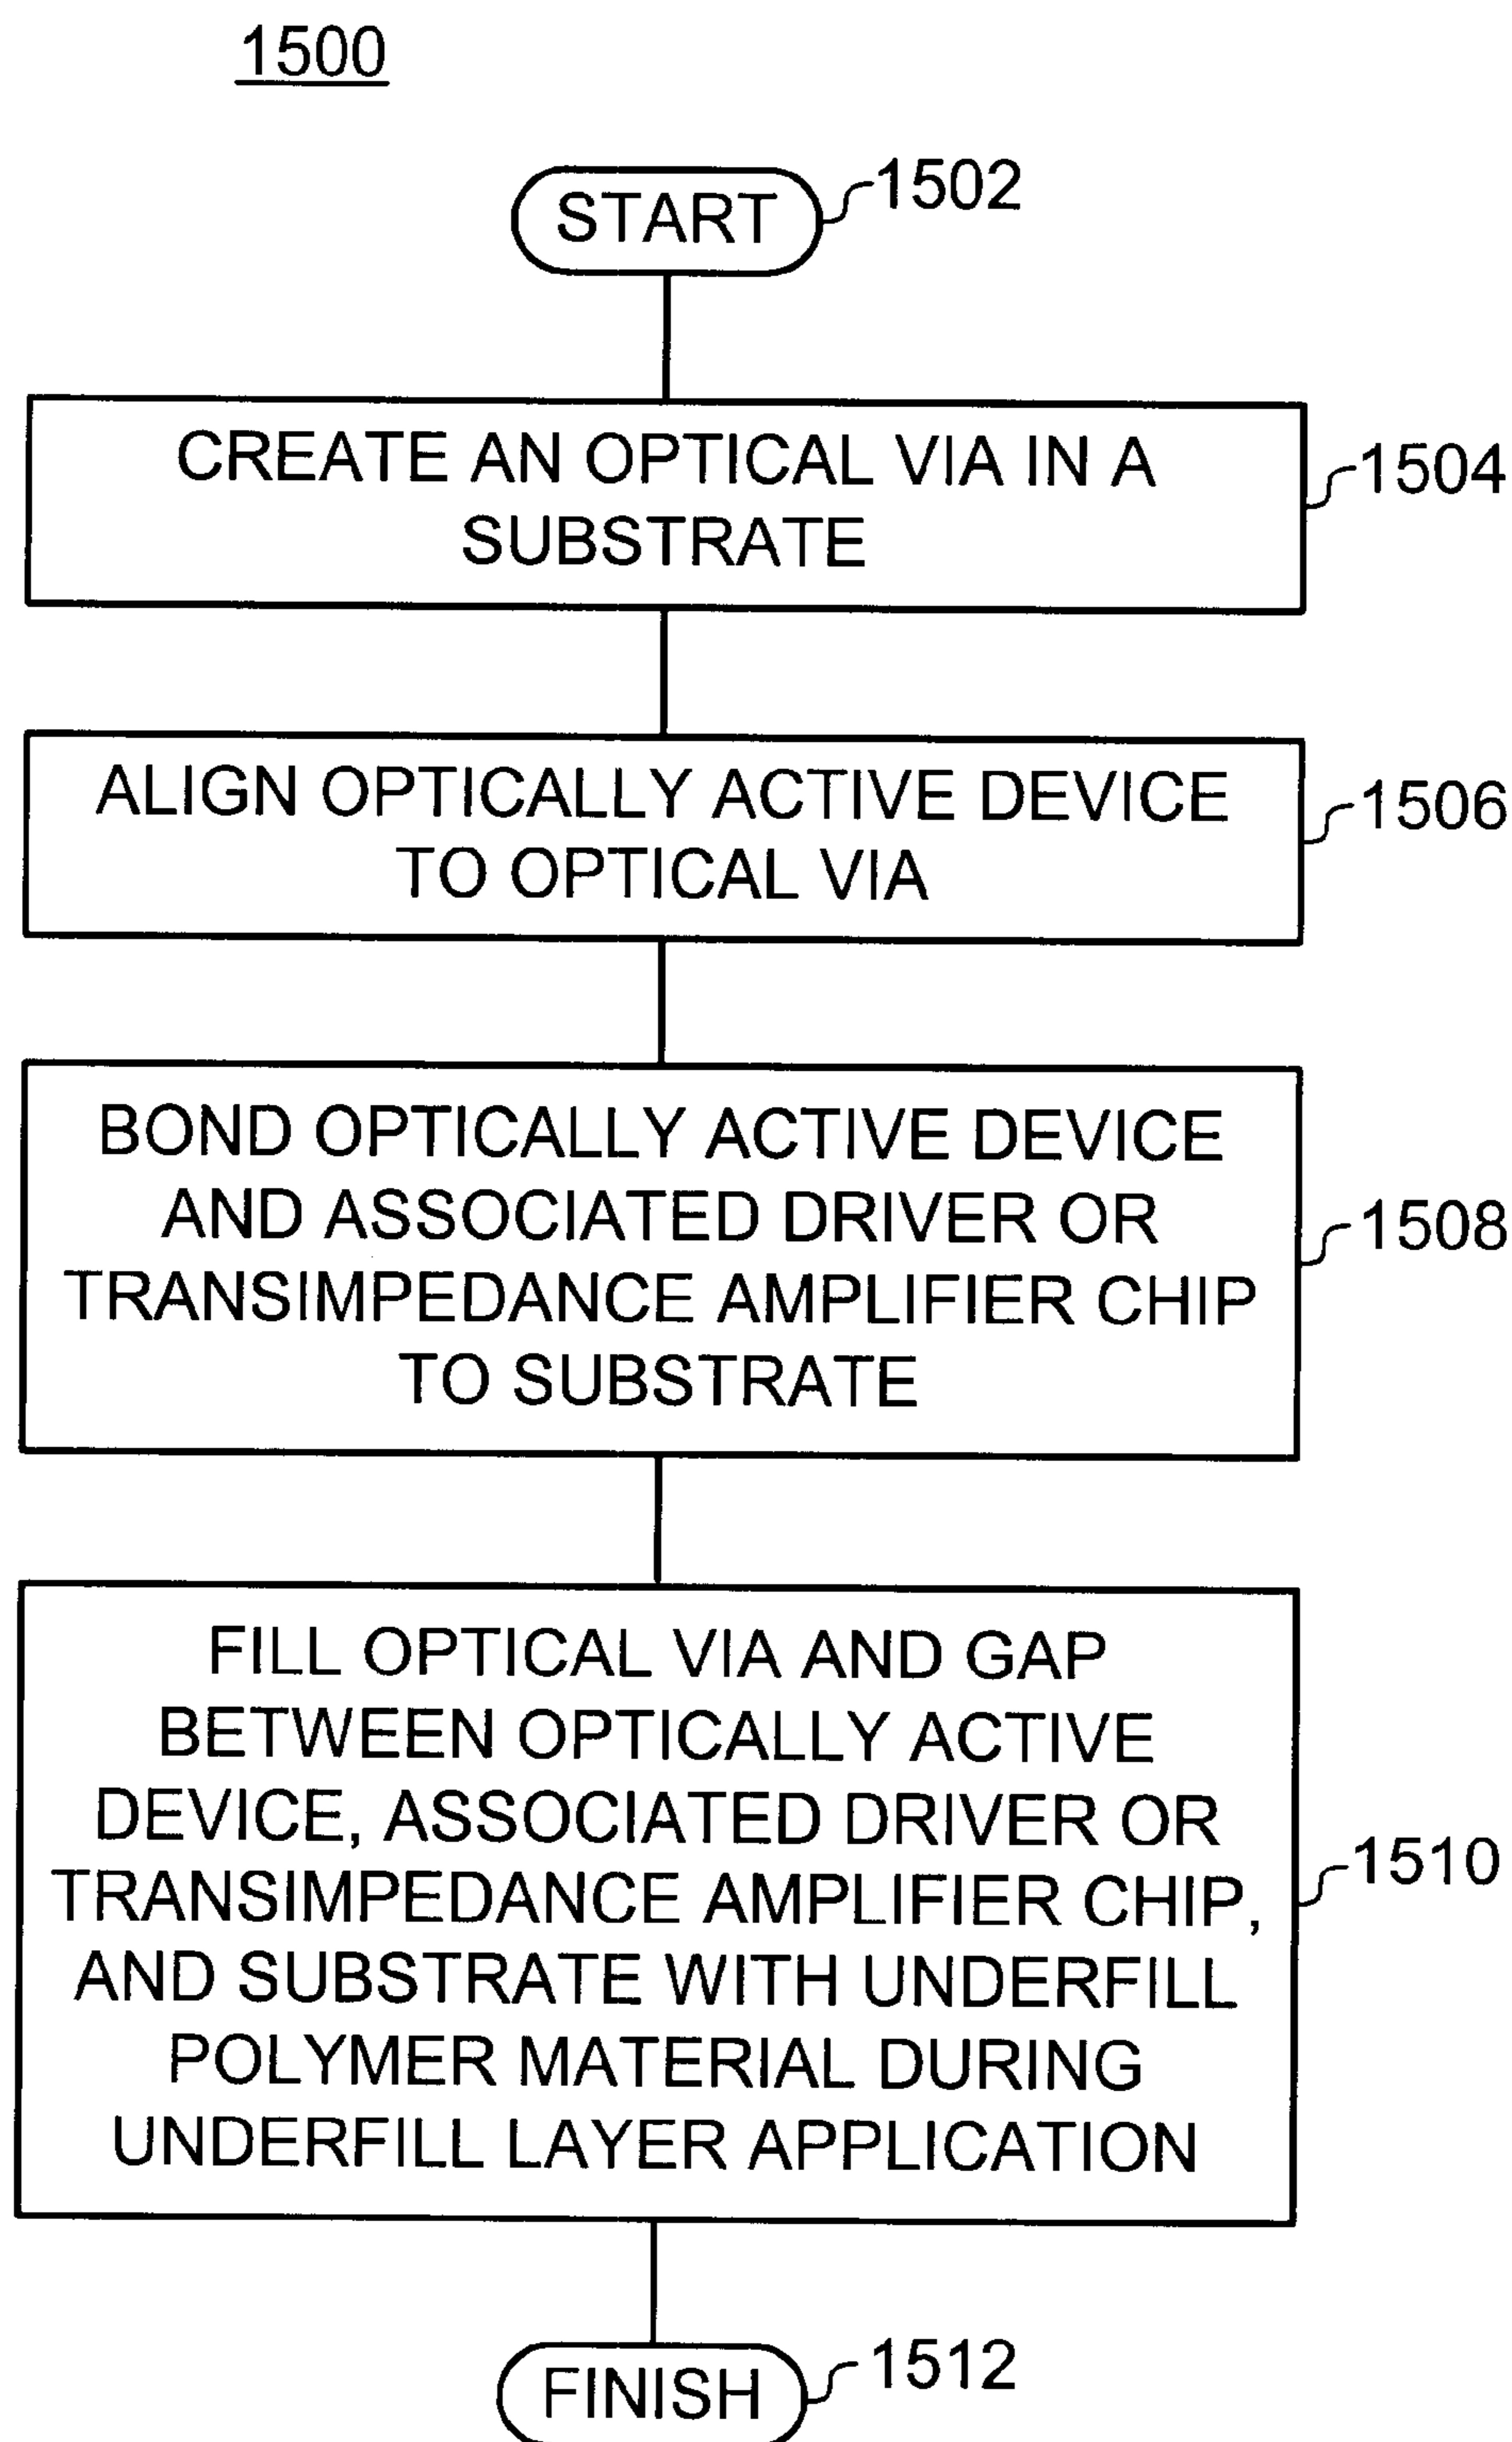 1500
START
1502
CREATE AN OPTICAL VIA IN A
SUBSTRATE
1504
ALIGN OPTICALLY ACTIVE DEVICE
TO OPTICAL VIA
1506
BOND OPTICALLY ACTIVE DEVICE
AND ASSOCIATED DRIVER OR
TRANSIMPEDANCE AMPLIFIER CHIP
TO SUBSTRATE
1508
FILL OPTICAL VIA AND GAP
BETWEEN OPTICALLY ACTIVE
DEVICE, ASSOCIATED DRIVER OR
TRANSIMPEDANCE AMPLIFIER CHIP,
AND SUBSTRATE WITH UNDERFILL
POLYMER MATERIAL DURING
UNDERFILL LAYER APPLICATION
1510
FINISH
1512